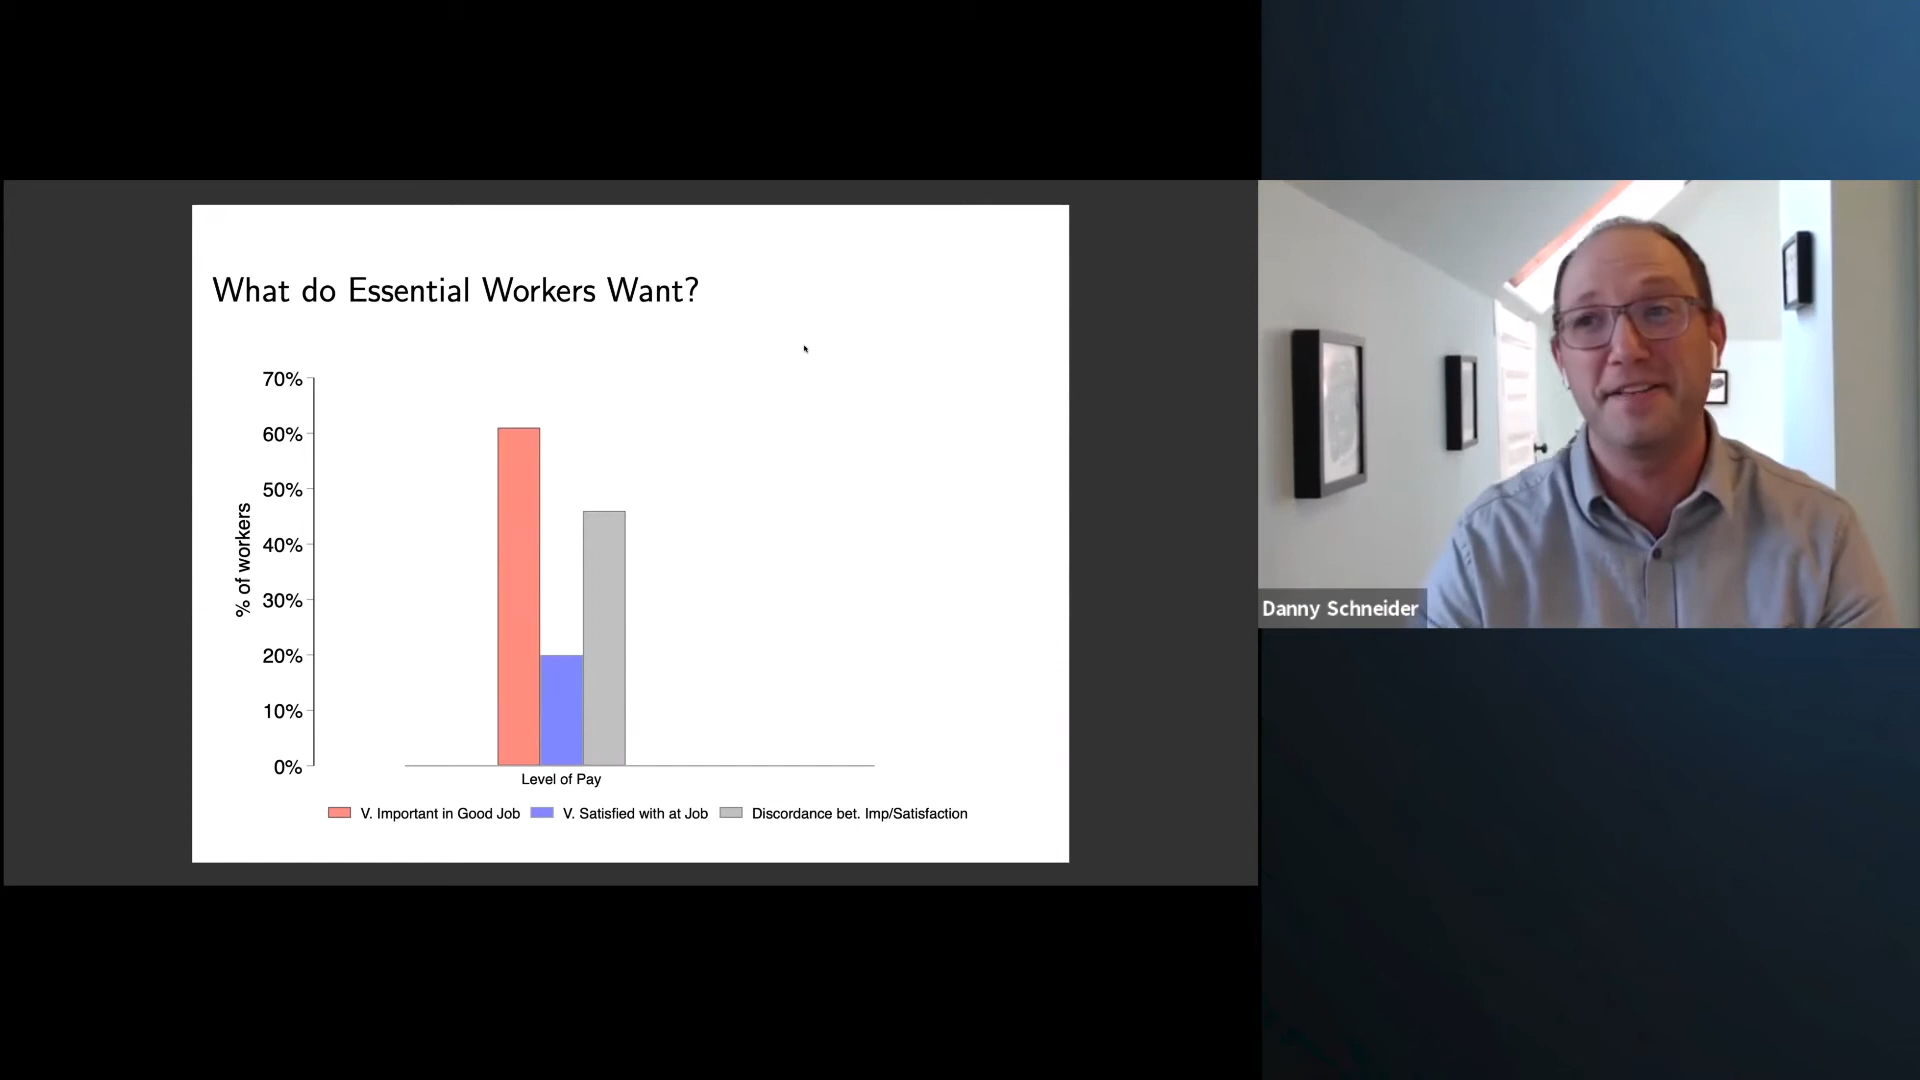 What do Essential Workers Want?
% of workers
70%
60%
50%
40%
30%
20%
10%
0%
Level of Pay
V. Important in Good Job V. Satisfied with at Job Discordance bet. Imp/Satisfaction
Danny Schneider